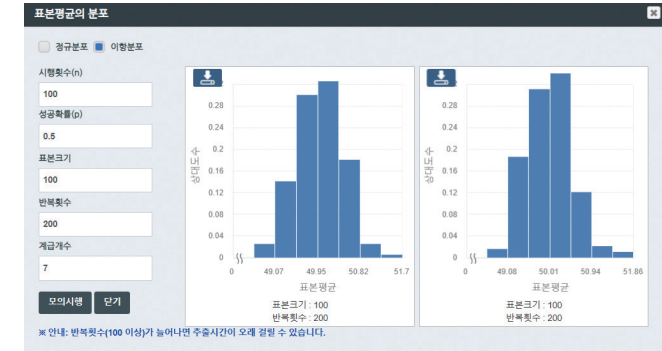 표본평균의 분포
정규분포 이항분포
시행횟수(n)
100
성공확률(p)
0.5
표본크기
100
반복횟수
200
계급개수
7
모의시행 닫기
상대도수
0.28
0.24
0.2
0.16
0.12
0.08
0.04
0
0 49.07 49.95 50.82 51.7
표본평균
표본크기 : 100
반복횟수 : 200
상대도수
0.28
0.24
0.2
0.16
0.12
0.08
0.04
0
0 49.08 50.01 50.94 51.86
표본평균
표본크기 : 100
반복횟수 : 200
※ 안내: 반복횟수(100 이상)가 늘어나면 추출시간이 오래 걸릴 수 있습니다.